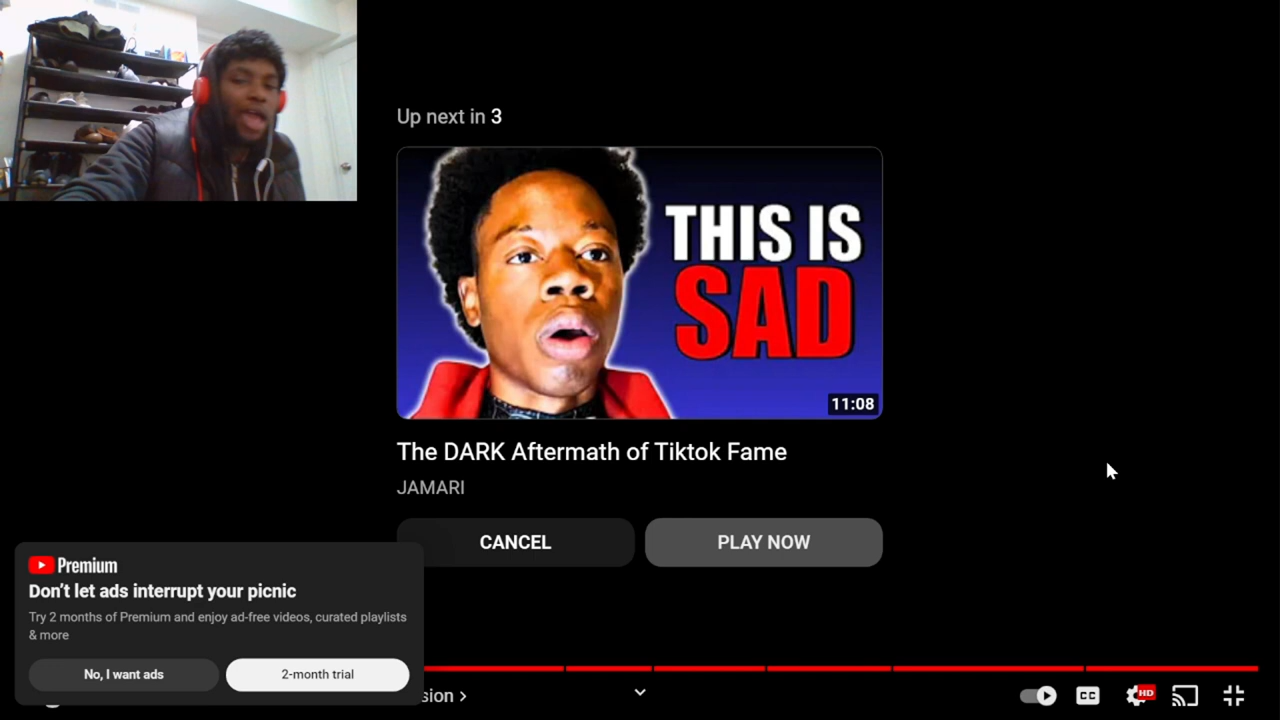 Up next in 3
THIS IS
SAD
11:08
The DARK Aftermath of Tiktok Fame
JAMARI
CANCEL
PLAY NOW
Premium
Don't let ads interrupt your picnic
Try 2 months of Premium and enjoy ad-free videos, curated playlists
& more
No, I want ads
2-month trial
sion >
CC
HD